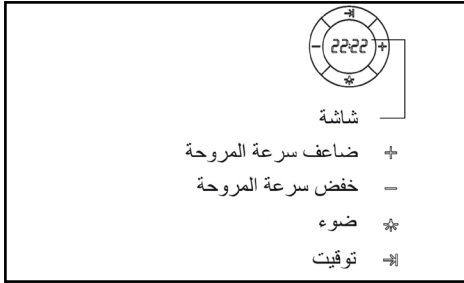 22:22
شاشة
+ ضاعف سرعة المروحة
− خفض سرعة المروحة
ضوء
توقيت